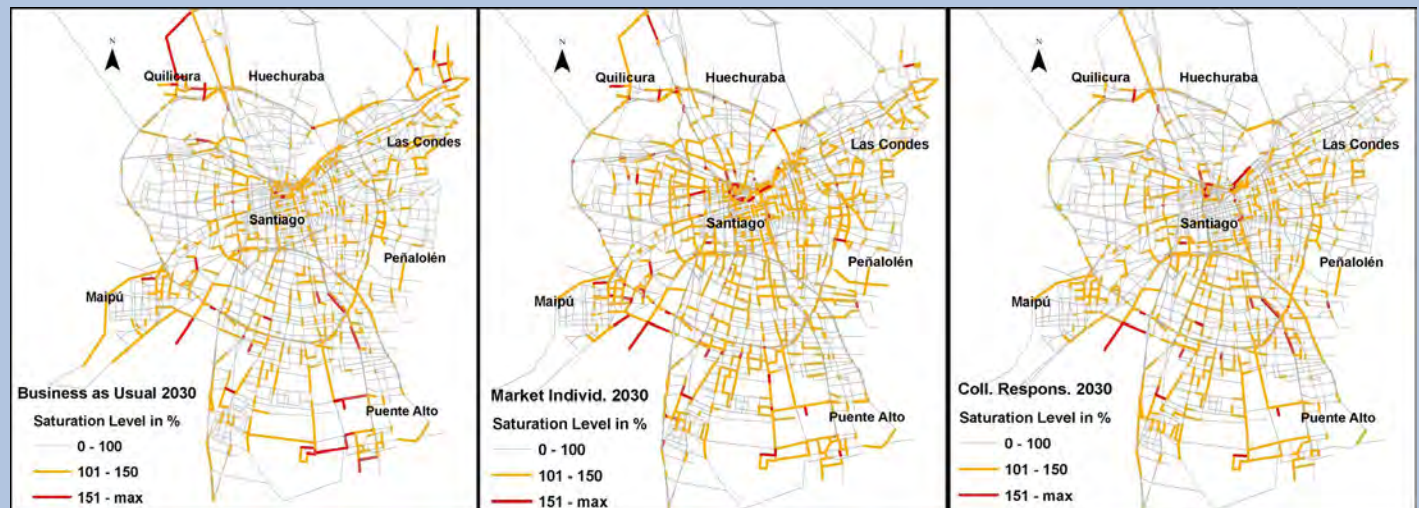 N
Quilicura
Huechuraba
Las Condes
Santiago
Peñalolén
Maipú
Puente Alto
Business as Usual 2030
Saturation Level in %
0 - 100
101 - 150
151 - max
N
Quilicura
Huechuraba
Las Condes
Santiago
Peñalolén
Maipú
Puente Alto
Market Individ. 2030
Saturation Level in %
0 - 100
101 - 150
151 - max
N
Quilicura
Huechuraba
Las Condes
Santiago
Peñalolén
Maipú
Puente Alto
Coll. Respons. 2030
Saturation Level in %
0 - 100
101 - 150
151 - max